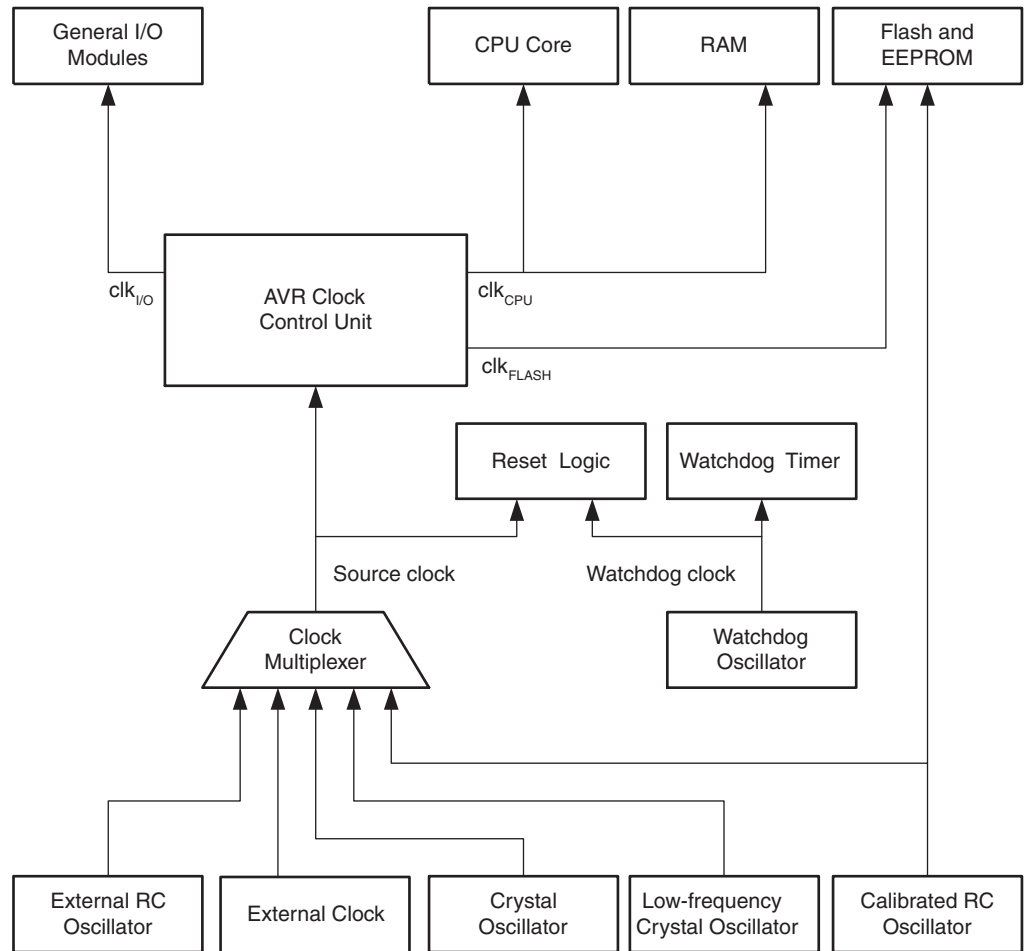 General I/O
Modules
CPU Core
RAM
Flash and
EEPROM
clkI/O
AVR Clock
Control Unit
clkCPU
clkFLASH
Reset Logic
Watchdog Timer
Source clock
Watchdog clock
Clock
Multiplexer
Watchdog
Oscillator
External RC
Oscillator
External Clock
Crystal
Oscillator
Low-frequency
Crystal Oscillator
Calibrated RC
Oscillator